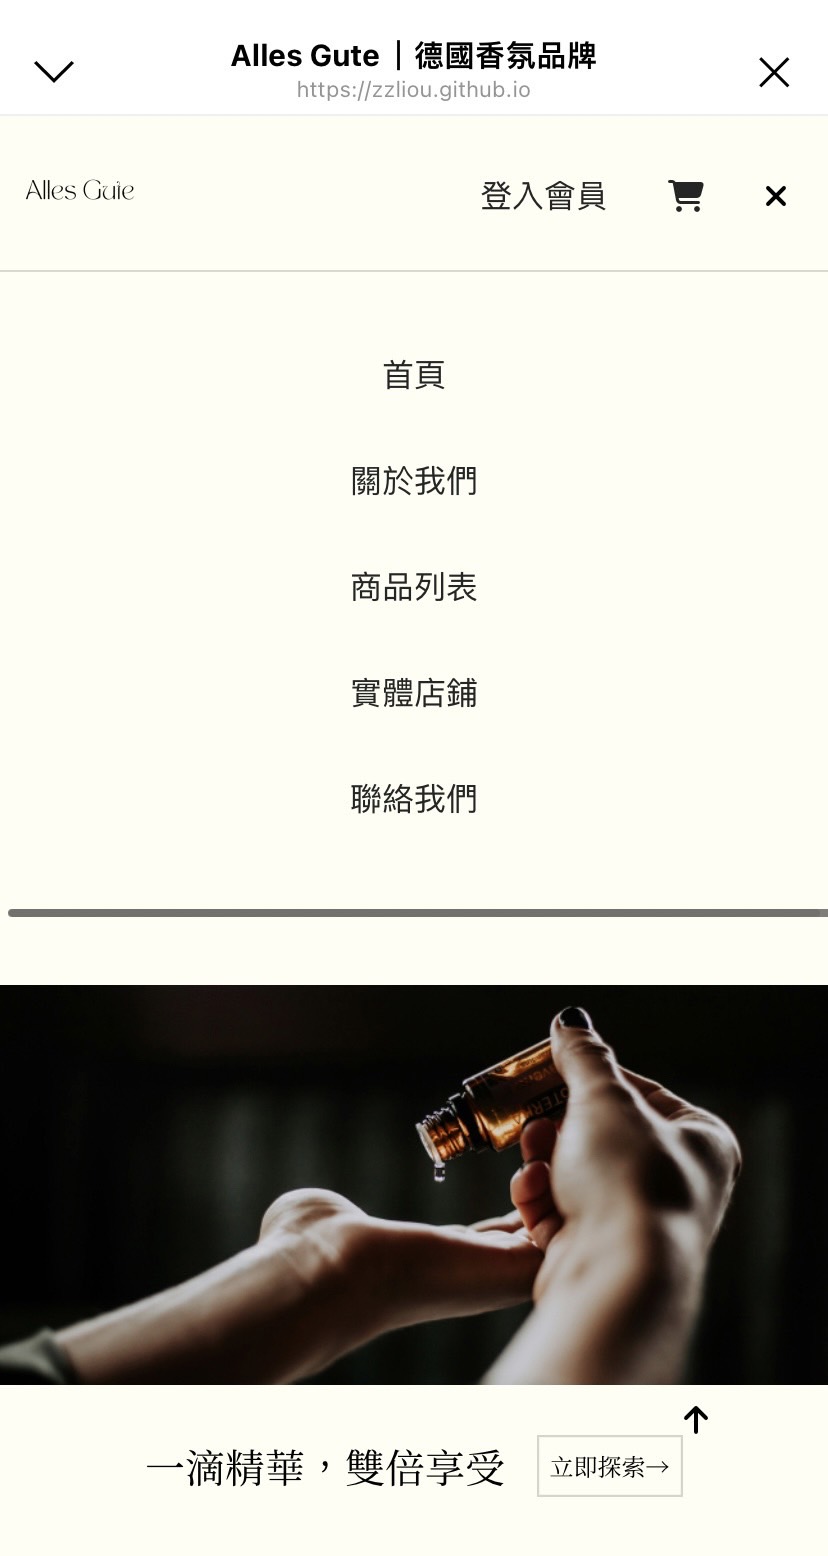 Alles Gute｜德國香氛品牌
https://zzliou.github.io
Alles Gute
登入會員
首頁
關於我們
商品列表
實體店鋪
聯絡我們
一滴精華，雙倍享受
立即探索→